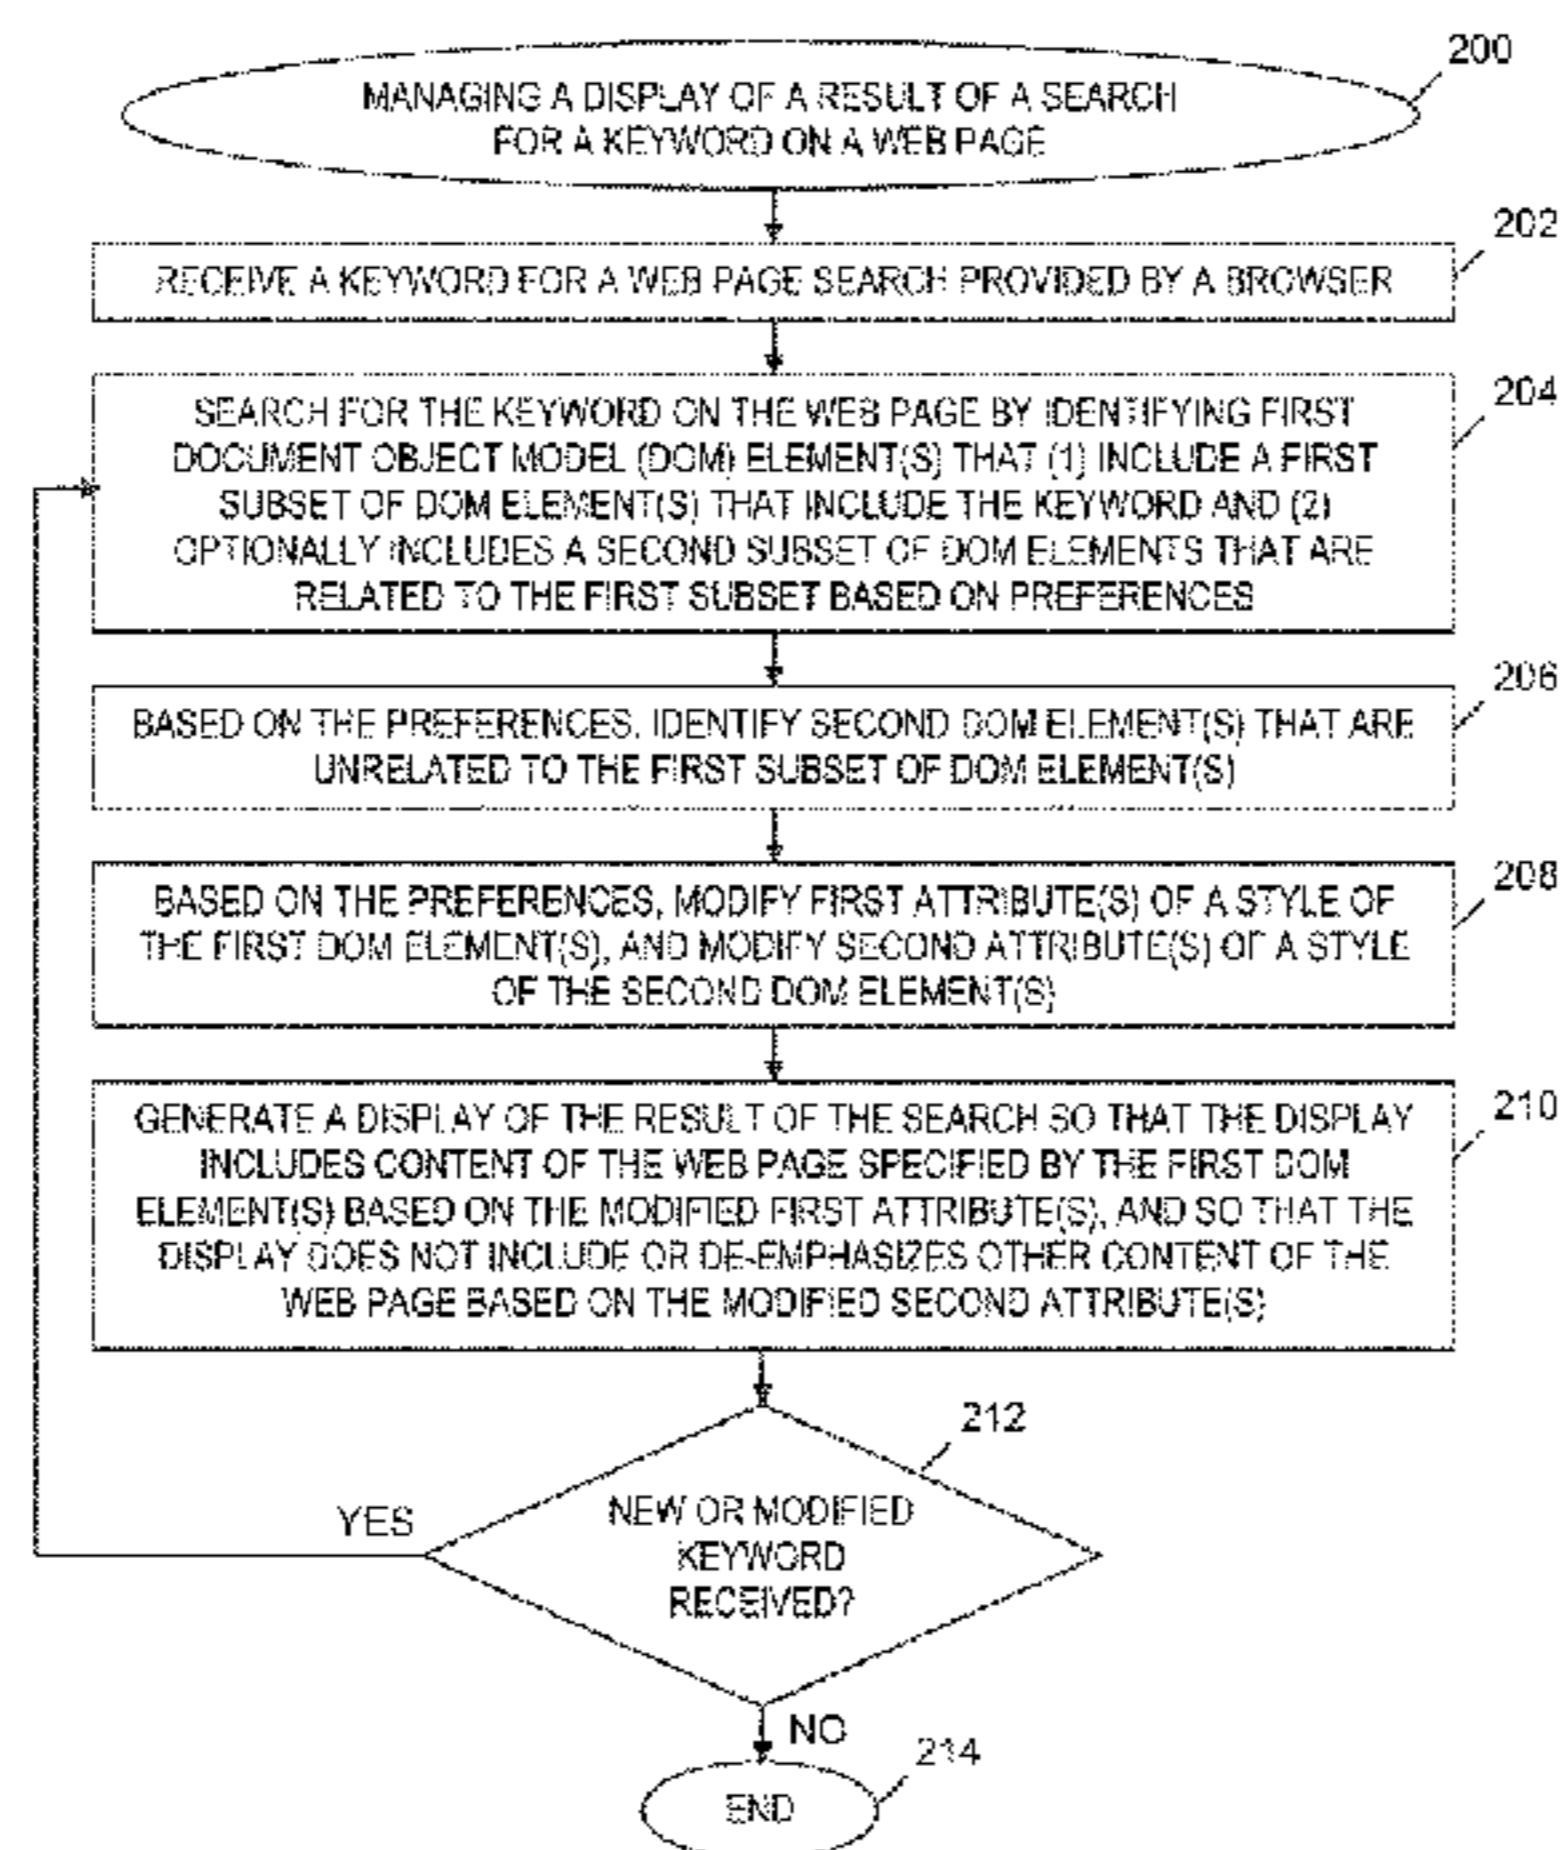 200
MANAGING A DISPLAY OF A RESULT OF A SEARCH
FOR A KEYWORD ON A WEB PAGE
202
RECEIVE A KEYWORD FOR A WEB PAGE SEARCH PROVIDED BY A BROWSER
204
SEARCH FOR THE KEYWORD ON THE WEB PAGE BY IDENTIFYING FIRST
DOCUMENT OBJECT MODEL (DOM) ELEMENT(S) THAT (1) INCLUDE A FIRST
SUBSET OF DOM ELEMENT(S) THAT INCLUDE THE KEYWORD AND (2)
OPTIONALLY INCLUDES A SECOND SUBSET OF DOM ELEMENTS THAT ARE
RELATED TO THE FIRST SUBSET BASED ON PREFERENCES
206
BASED ON THE PREFERENCES, IDENTIFY SECOND DOM ELEMENT(S) THAT ARE
UNRELATED TO THE FIRST SUBSET OF DOM ELEMENT(S)
208
BASED ON THE PREFERENCES, MODIFY FIRST ATTRIBUTE(S) OF A STYLE OF
THE FIRST DOM ELEMENT(S), AND MODIFY SECOND ATTRIBUTE(S) OF A STYLE
OF THE SECOND DOM ELEMENT(S)
210
GENERATE A DISPLAY OF THE RESULT OF THE SEARCH SO THAT THE DISPLAY
INCLUDES CONTENT OF THE WEB PAGE SPECIFIED BY THE FIRST DOM
ELEMENT(S) BASED ON THE MODIFIED FIRST ATTRIBUTE(S), AND SO THAT THE
DISPLAY DOES NOT INCLUDE OR DE-EMPHASIZES OTHER CONTENT OF THE
WEB PAGE BASED ON THE MODIFIED SECOND ATTRIBUTE(S)
212
NEW OR MODIFIED
KEYWORD
RECEIVED?
YES
NO
214
END